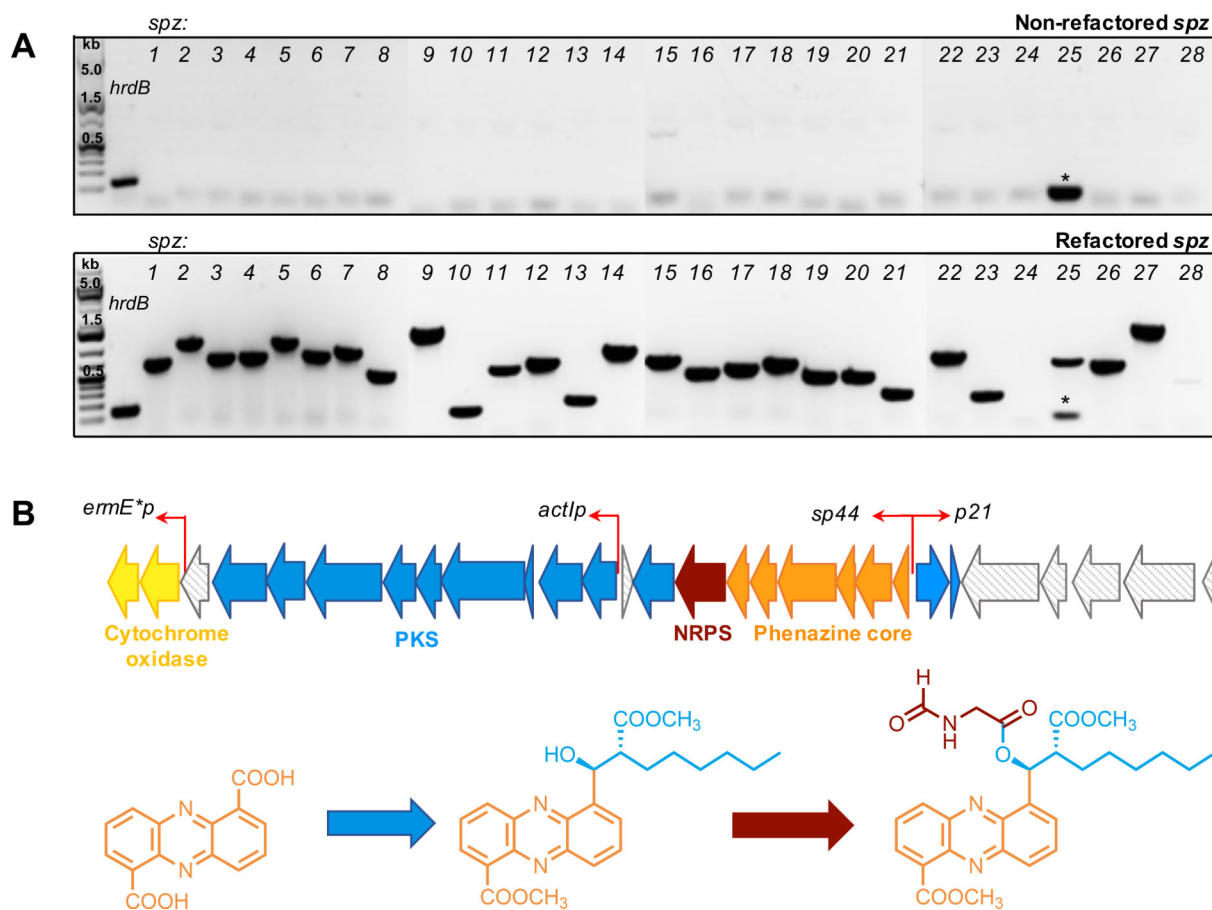 A
spz:
Non-refactored spz
kb
1 2 3 4 5 6 7 8 9 10 11 12 13 14 15 16 17 18 19 20 21 22 23 24 25 26 27 28
5.0
hrdB
1.5
0.5
*
spz:
Refactored spz
kb
1 2 3 4 5 6 7 8 9 10 11 12 13 14 15 16 17 18 19 20 21 22 23 24 25 26 27 28
5.0
hrdB
1.5
0.5
*
B
ermE*p
actIp
sp44
p21
Cytochrome
oxidase
PKS
NRPS
Phenazine core
COOH
N
N
COOH
COOCH3
HO
N
N
COOCH3
H
O
N
H
O
O
COOCH3
N
N
COOCH3